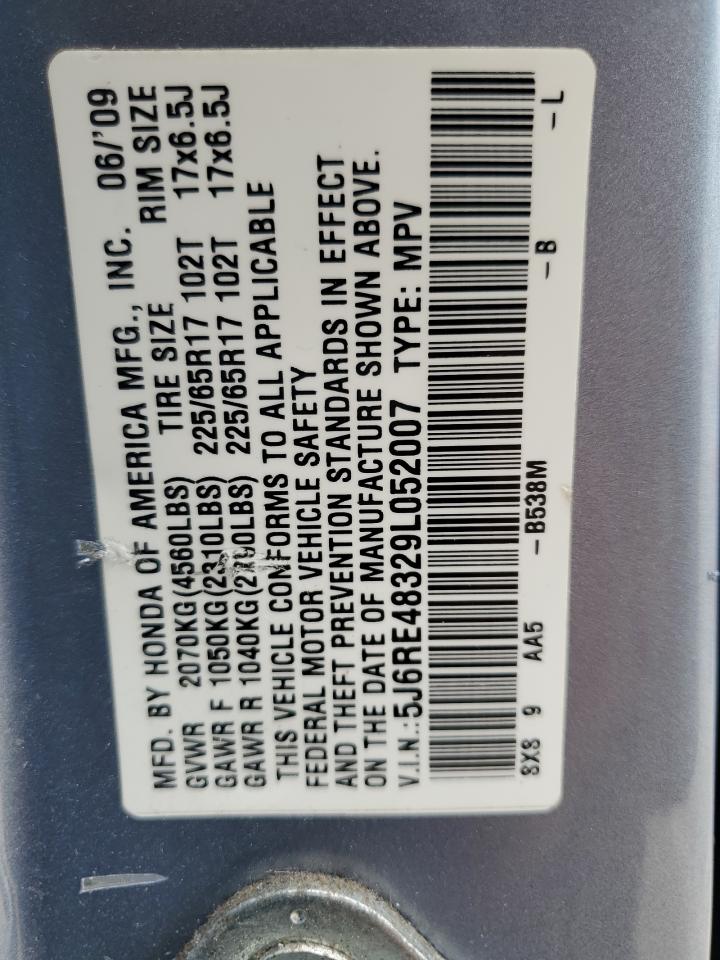 MFD. BY HONDA OF AMERICA MFG., INC. 06/'09
GVWR 2070KG(4560LBS) TIRE SIZE RIM SIZE
GAWR F 1050KG(2310LBS) 225/65R17 102T 17x6.5J
GAWR R 1040KG(2290LBS) 225/65R17 102T 17x6.5J
THIS VEHICLE CONFORMS TO ALL APPLICABLE
FEDERAL MOTOR VEHICLE SAFETY
AND THEFT PREVENTION STANDARDS IN EFFECT
ON THE DATE OF MANUFACTURE SHOWN ABOVE.
V.I.N.:5J6RE48329L052007 TYPE: MPV
8X8 9 AA5 -B538M -B -L